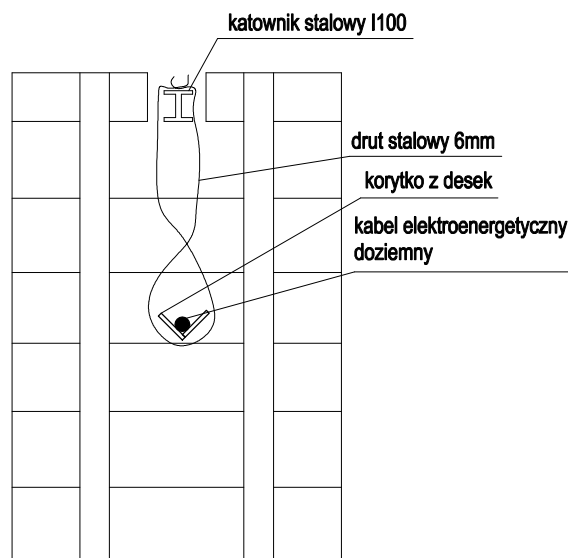 katownik stalowy I100
drut stalowy 6mm
korytko z desek
kabel elektroenergetyczny
doziemny